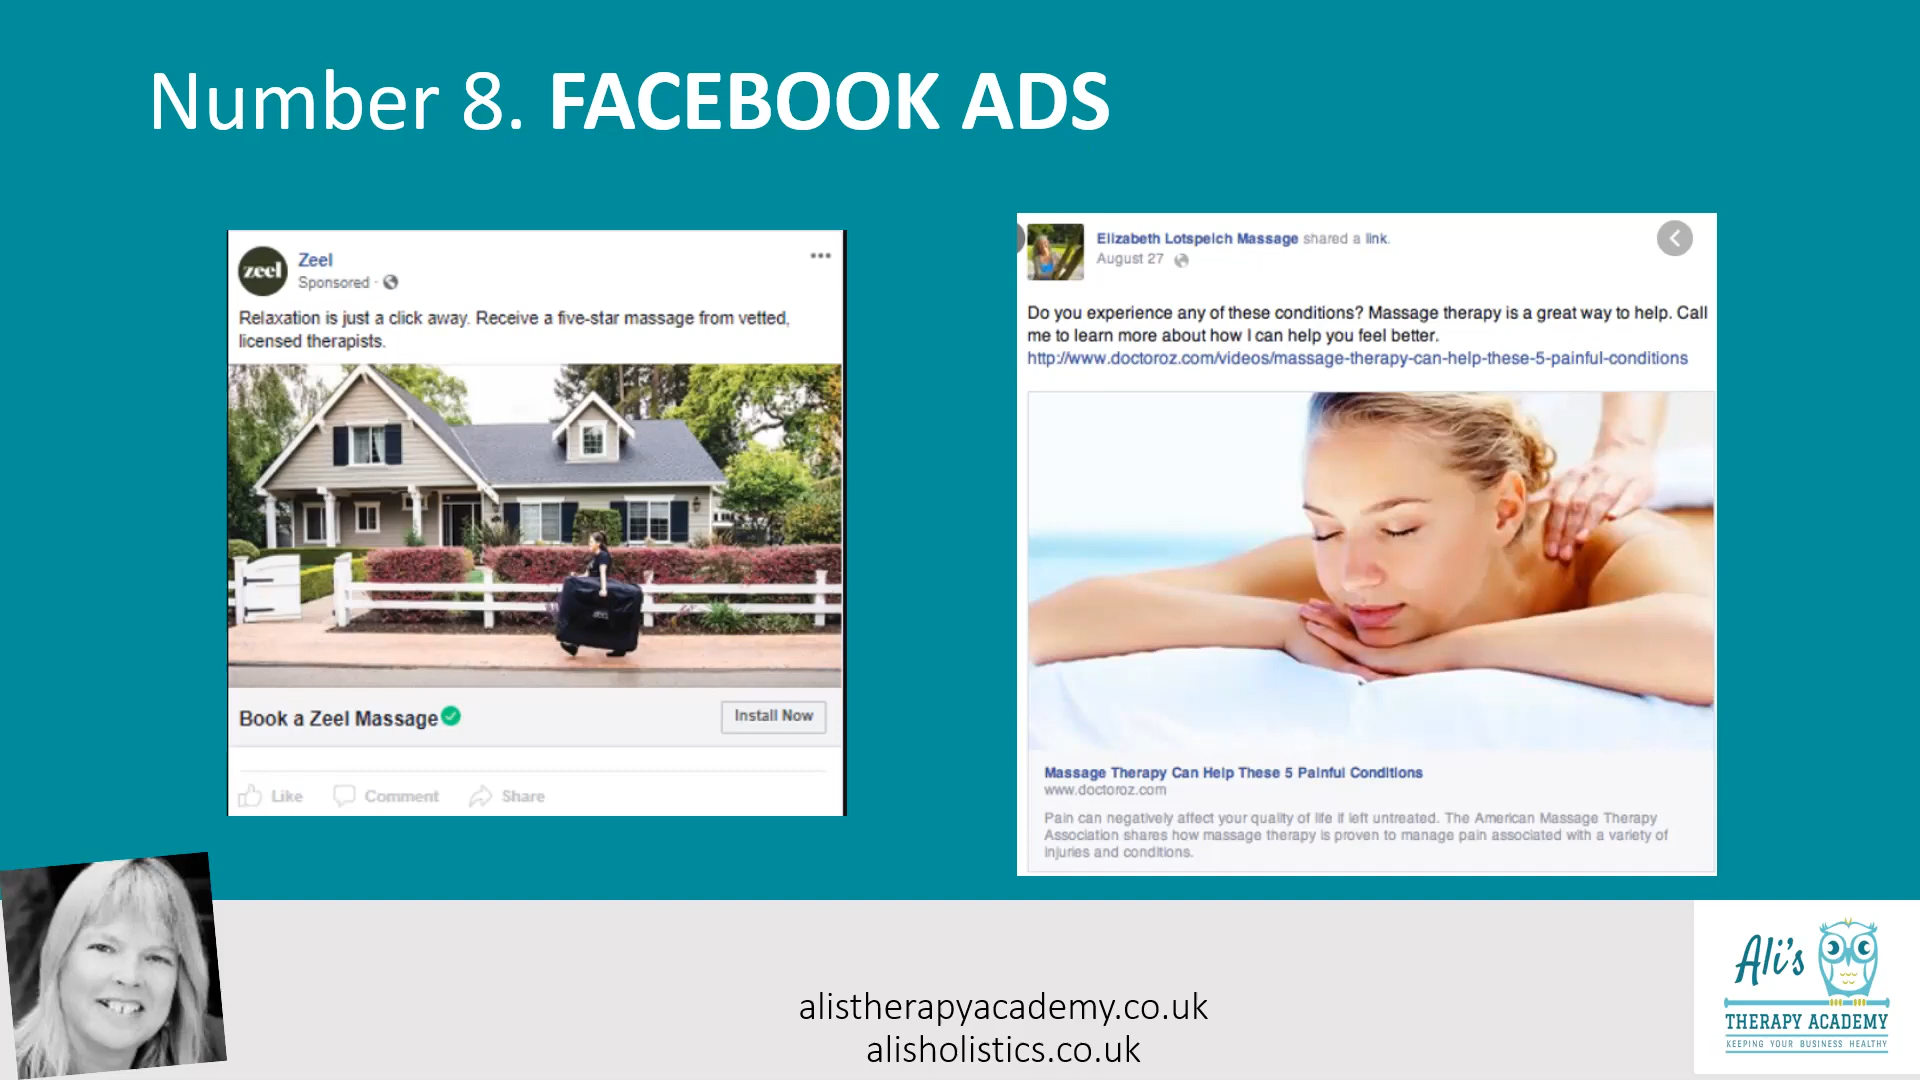 Number 8. FACEBOOK ADS
zeel
Zeel
Sponsored ·
Relaxation is just a click away. Receive a five-star massage from vetted,
licensed therapists.
Book a Zeel Massage
Install Now
Like
Comment
Share
Elizabeth Lotspeich Massage shared a link.
August 27
Do you experience any of these conditions? Massage therapy is a great way to help. Call
me to learn more about how I can help you feel better.
http://www.doctoroz.com/videos/massage-therapy-can-help-these-5-painful-conditions
Massage Therapy Can Help These 5 Painful Conditions
www.doctoroz.com
Pain can negatively affect your quality of life if left untreated. The American Massage Therapy
Association shares how massage therapy is proven to manage pain associated with a variety of
injuries and conditions.
alistherapyacademy.co.uk
alisholistics.co.uk
Ali's
THERAPY ACADEMY
KEEPING YOUR BUSINESS HEALTHY